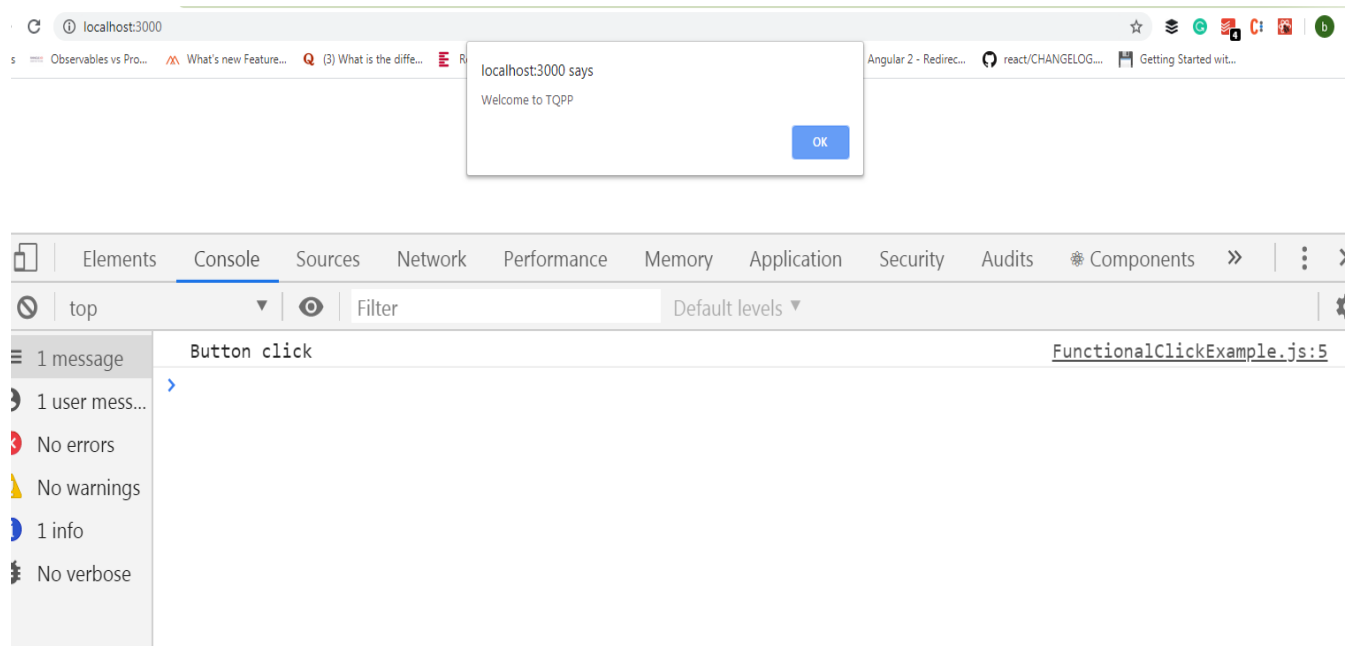 localhost:3000
4
b
s Observables vs Pro... What's new Feature... Q (3) What is the diffe... Angular 2 - Redirec... react/CHANGELOG.... Getting Started wit...
localhost:3000 says
Welcome to TQPP
OK
Elements Console Sources Network Performance Memory Application Security Audits Components »
top Filter Default levels
1 message
Button click FunctionalClickExample.js:5
1 user mess...
No errors
No warnings
1 info
No verbose